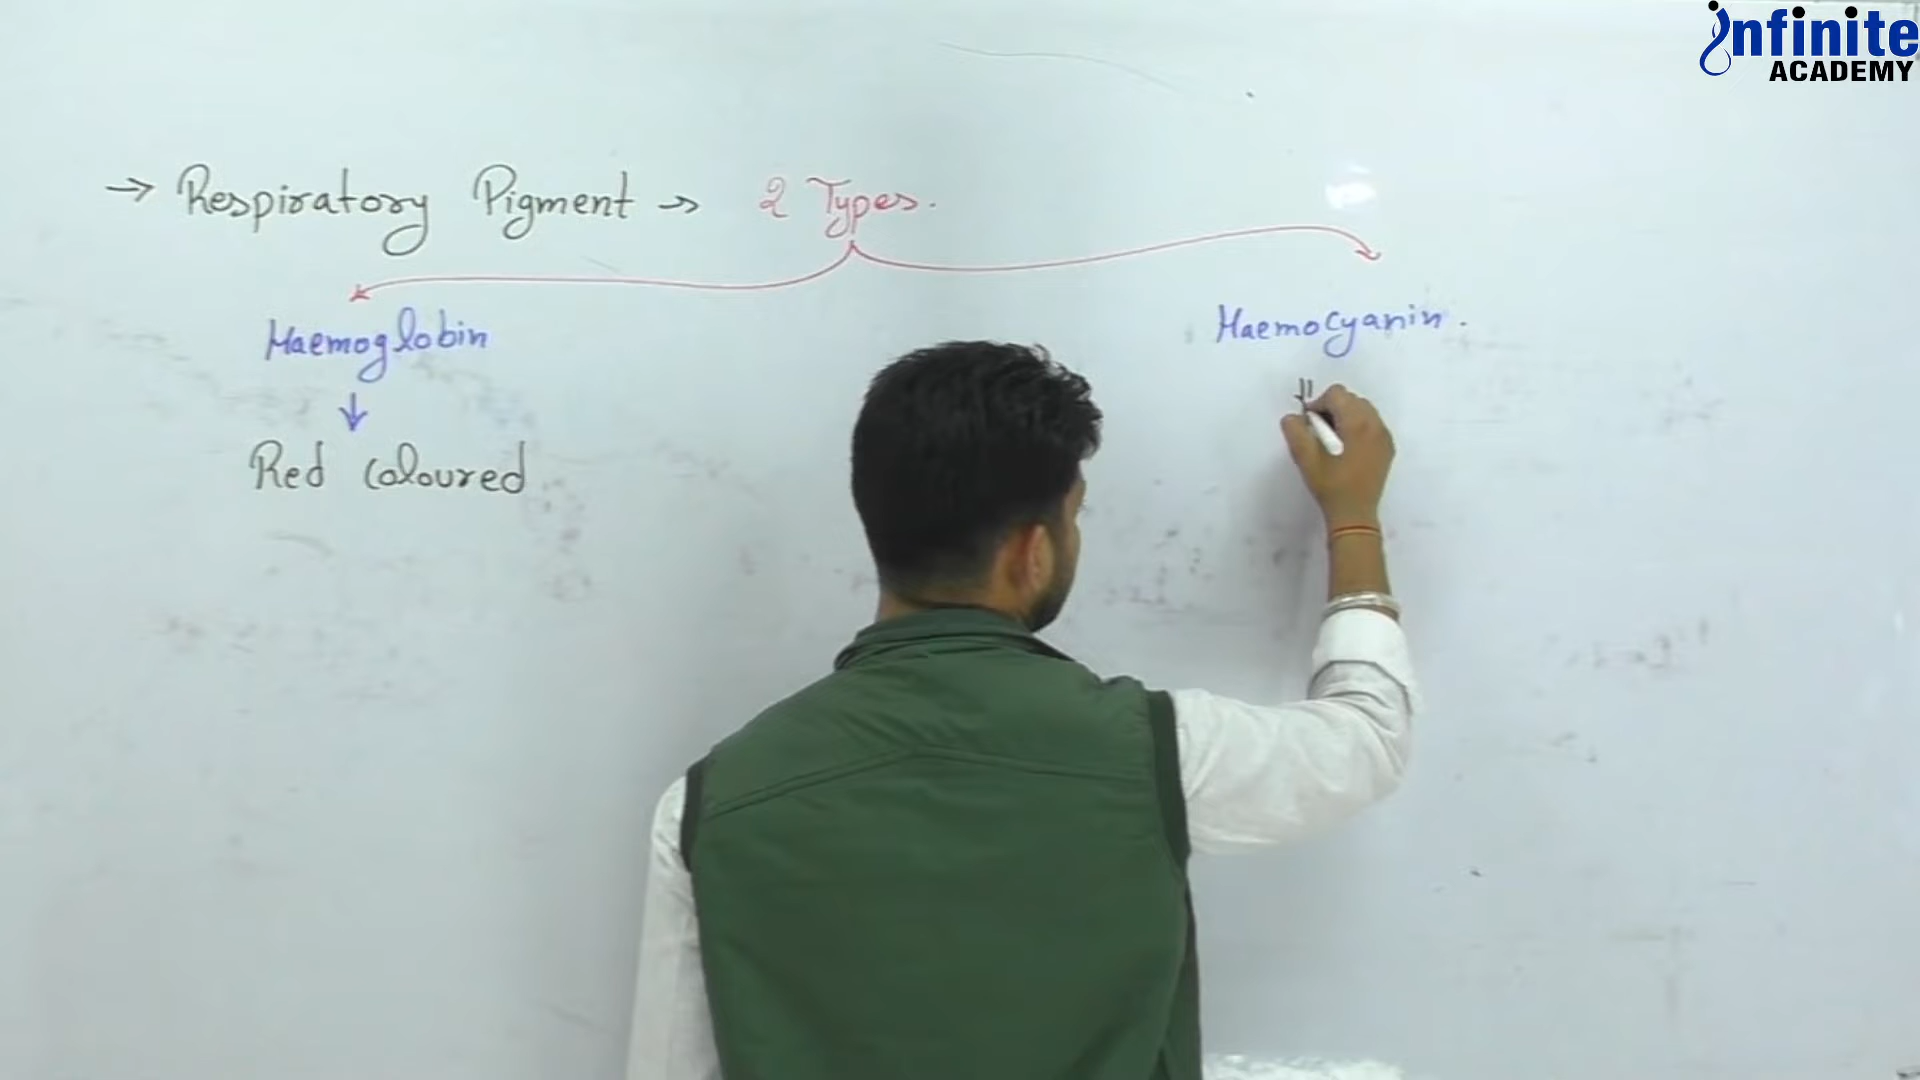 infinite
ACADEMY
→ Respiratory Pigment → 2 Types.
Haemoglobin
Haemocyanin.
↓
Red coloured